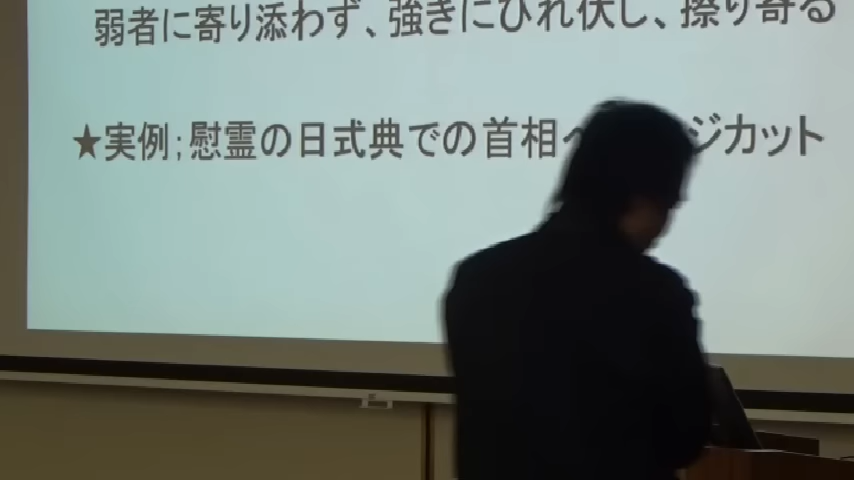 弱者に寄り添わず、強きにひれ伏し、擦り寄る
★実例；慰霊の日式典での首相へ ジカット